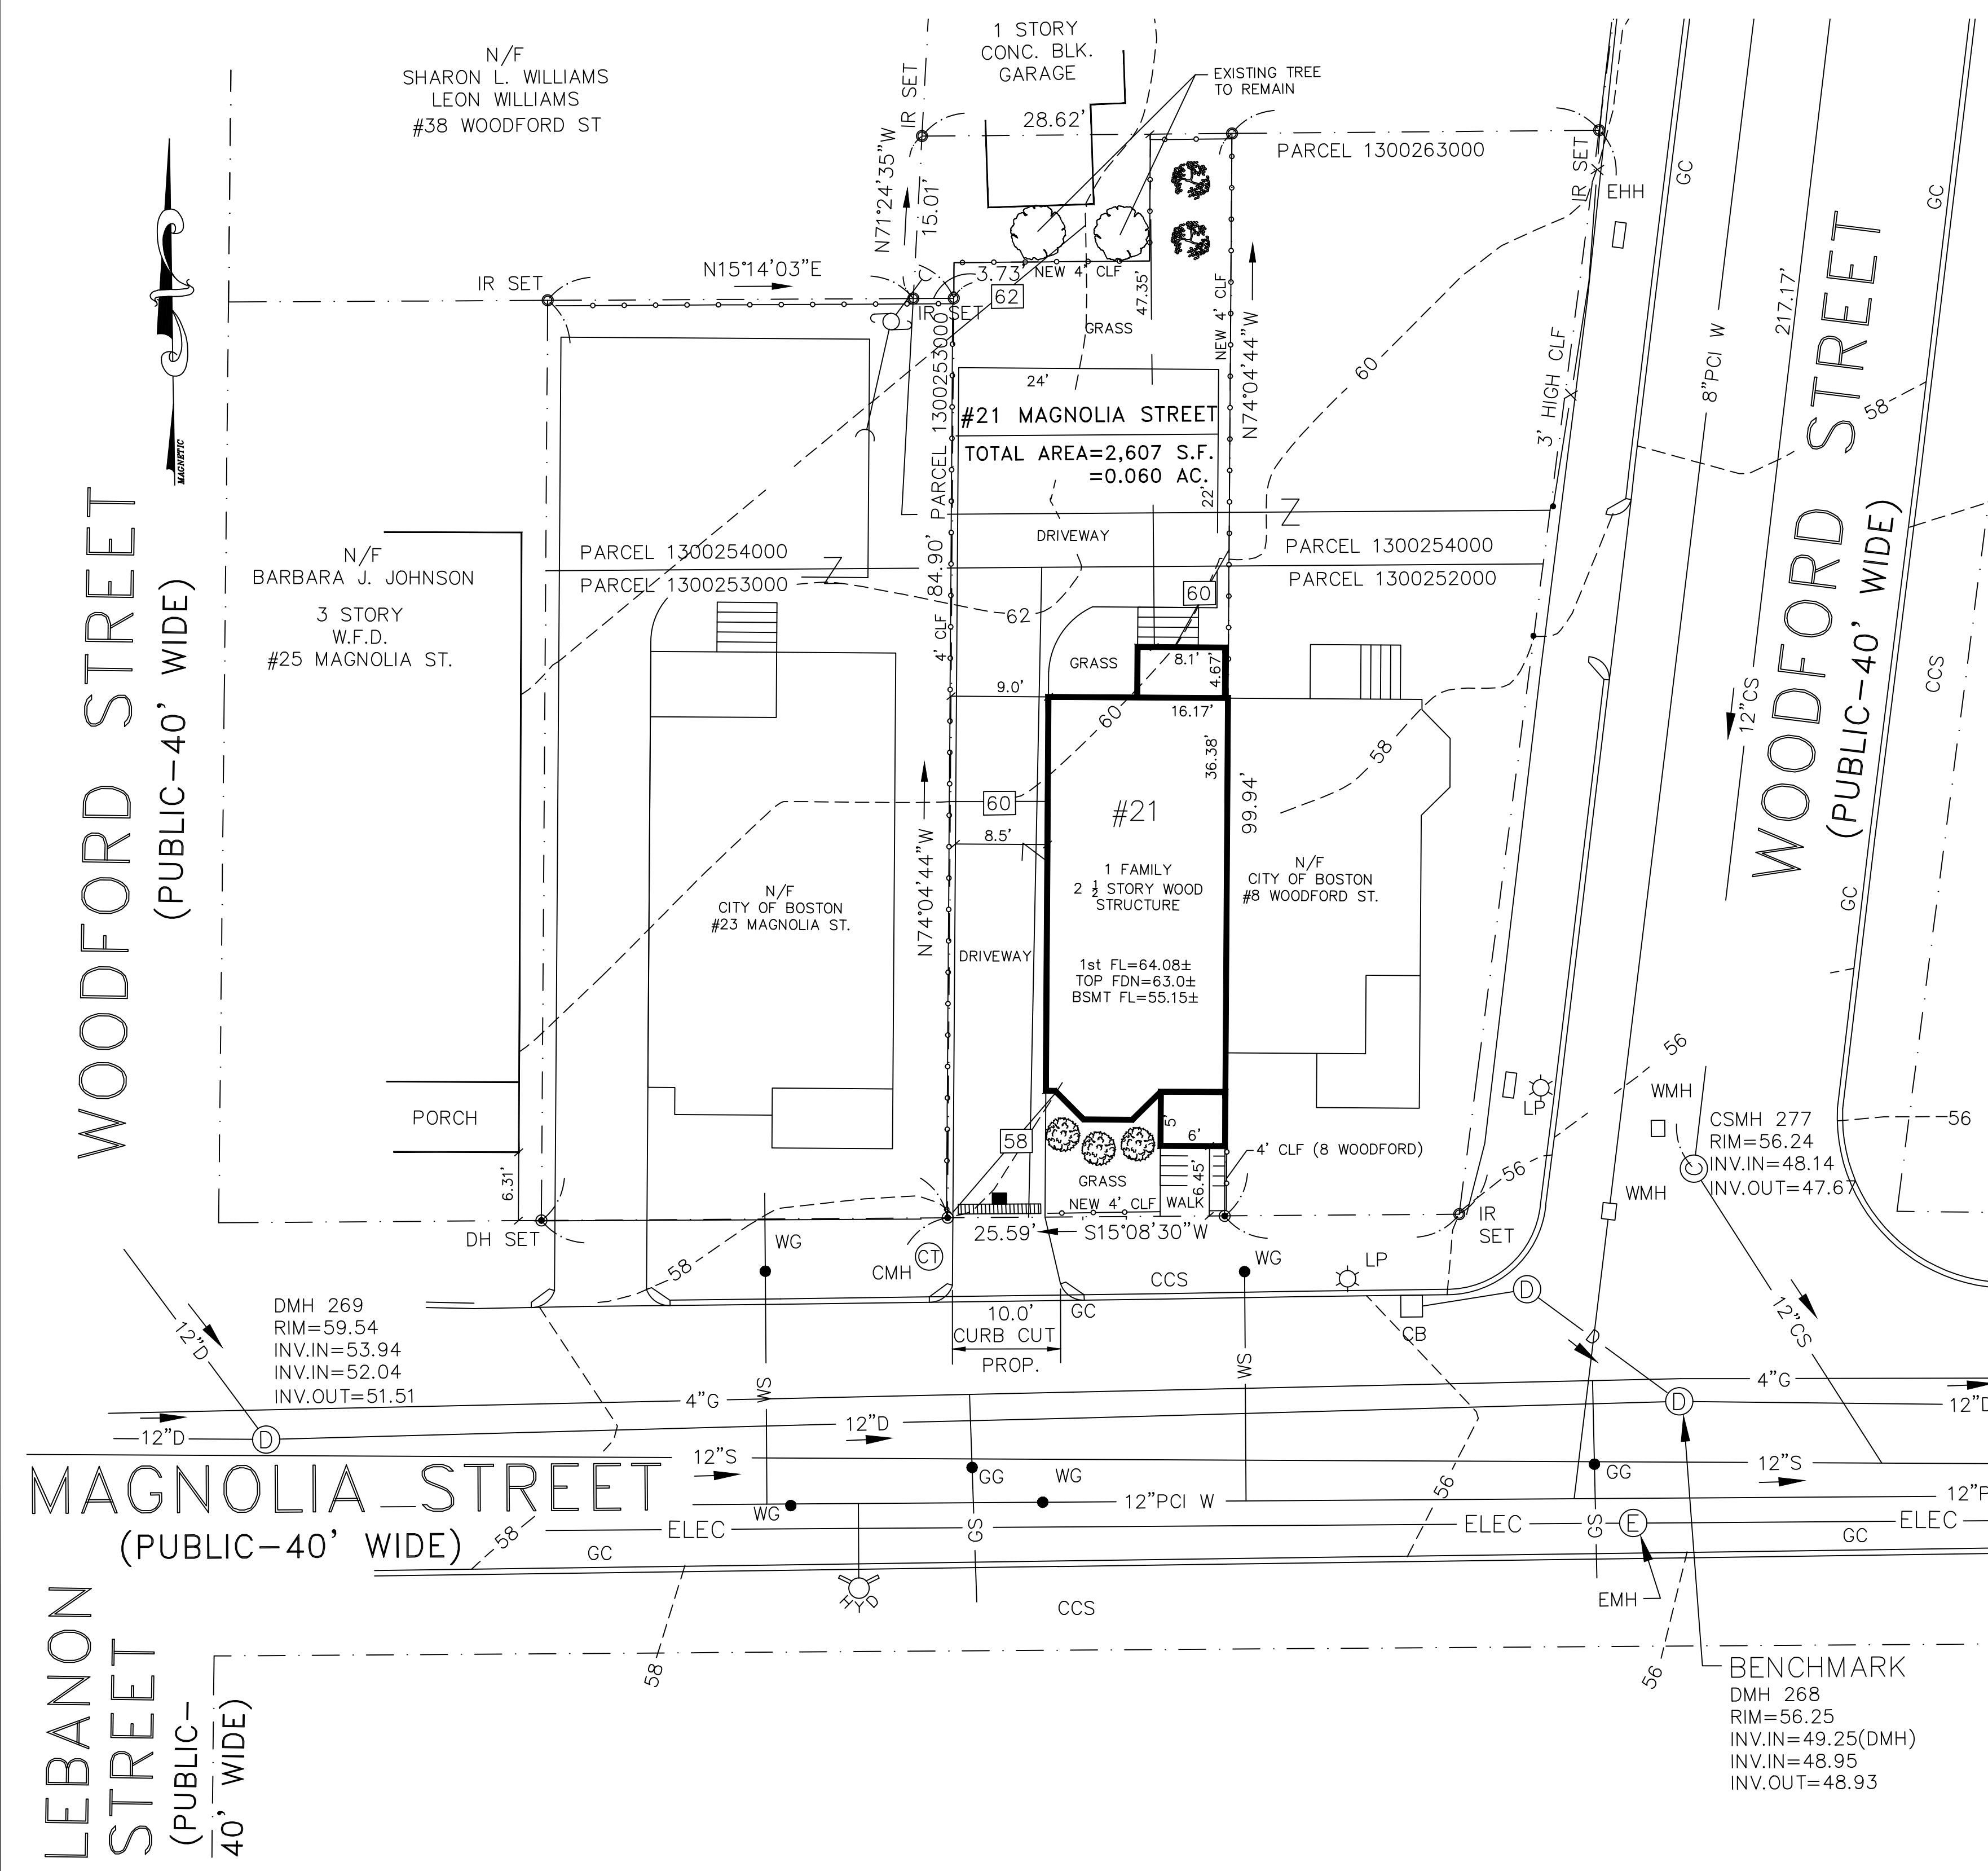 N/F
SHARON L. WILLIAMS
LEON WILLIAMS
#38 WOODFORD ST
1 STORY
CONC. BLK.
GARAGE
EXISTING TREE
TO REMAIN
28.62'
IR SET
N71°24'35"W
15.01'
PARCEL 1300263000
IR SET
EHH
GC
GC
MAGNETIC
IR SET
N15°14'03"E
IR SET
3.73'
NEW 4' CLF
62
47.35'
GRASS
NEW 4' CLF
N74°04'44"W
60
3' HIGH CLF
8"PCI W
217.17'
WOODFORD STREET
(PUBLIC-40' WIDE)
58
24'
#21 MAGNOLIA STREET
TOTAL AREA=2,607 S.F.
=0.060 AC.
22'
PARCEL 1300253000
84.90'
4' CLF
DRIVEWAY
WOODFORD STREET
(PUBLIC-40' WIDE)
N/F
BARBARA J. JOHNSON
3 STORY
W.F.D.
#25 MAGNOLIA ST.
PARCEL 1300254000
PARCEL 1300253000
PARCEL 1300254000
PARCEL 1300252000
62
60
GRASS
8.1'
4.67'
9.0'
16.17'
60
36.38'
58
12"CS
CCS
GC
60
8.5'
#21
99.94'
N74°04'44"W
1 FAMILY
2 ½ STORY WOOD
STRUCTURE
1st FL=64.08±
TOP FDN=63.0±
BSMT FL=55.15±
N/F
CITY OF BOSTON
#23 MAGNOLIA ST.
N/F
CITY OF BOSTON
#8 WOODFORD ST.
DRIVEWAY
PORCH
6.31'
58
5'
6'
6.45'
4' CLF (8 WOODFORD)
GRASS
NEW 4' CLF
WALK
LP
56
56
WMH
WMH
CSMH 277
RIM=56.24
INV.IN=48.14
INV.OUT=47.67
56
DH SET
25.59'
S15°08'30"W
IR
SET
WG
CMH
CT
WG
LP
CCS
58
GC
10.0'
CURB CUT
PROP.
CB
D
D
12"CS
DMH 269
RIM=59.54
INV.IN=53.94
INV.IN=52.04
INV.OUT=51.51
12"D
WS
WS
4"G
4"G
12"D
D
12"D
D
12"D
12"S
12"S
MAGNOLIA STREET
(PUBLIC-40' WIDE)
GG
WG
GG
WG
12"PCI W
12"P
56
58
ELEC
GS
ELEC
GS
E
ELEC
GC
GC
HYD
EMH
CCS
58
56
LEBANON
STREET
(PUBLIC-
40' WIDE)
BENCHMARK
DMH 268
RIM=56.25
INV.IN=49.25(DMH)
INV.IN=48.95
INV.OUT=48.93